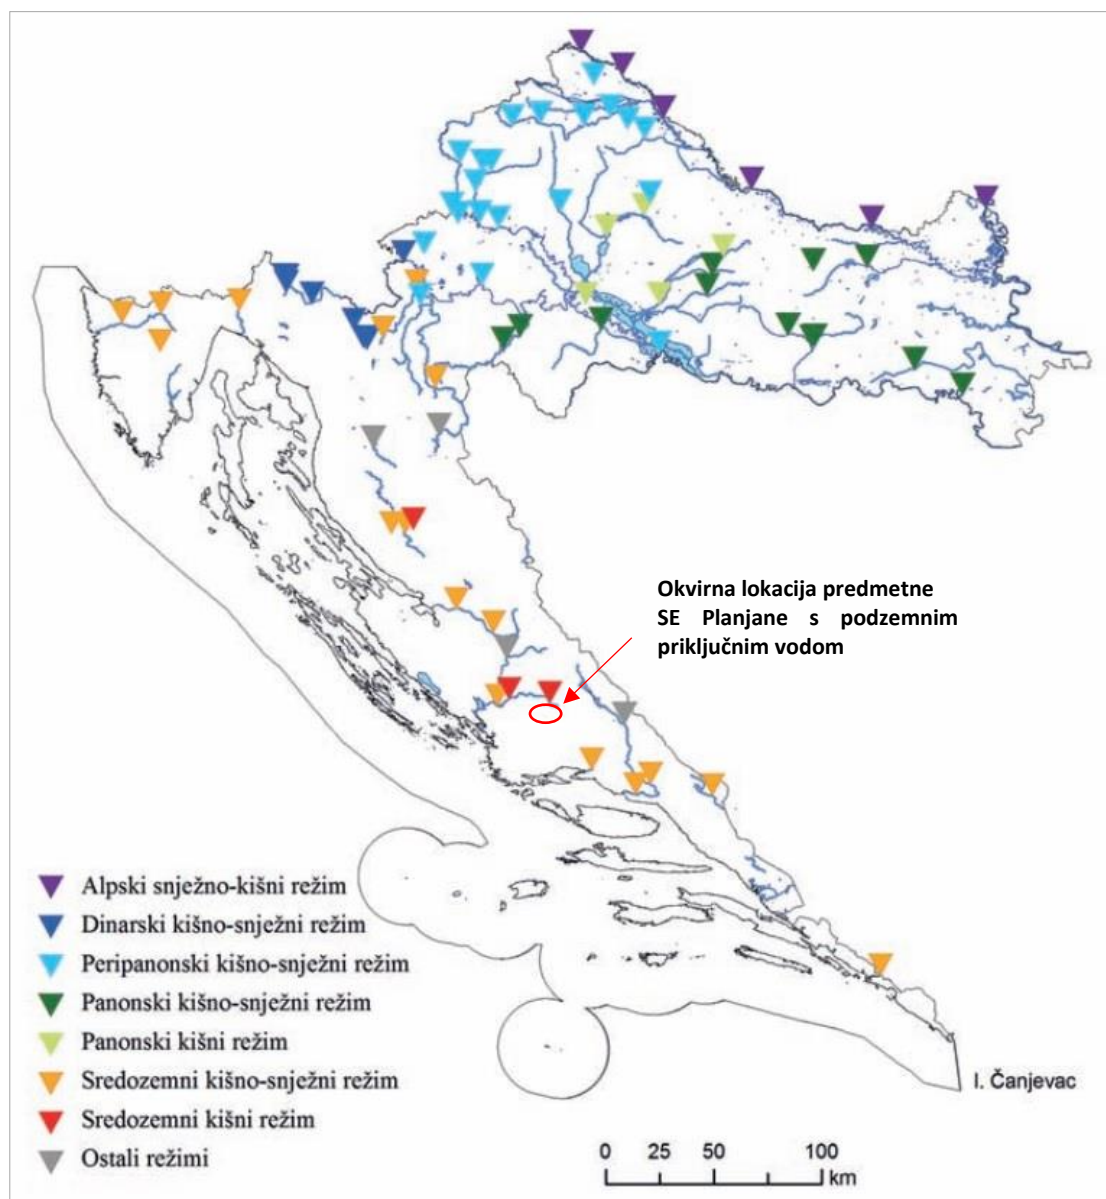 Okvirna lokacija predmetne
SE Planjane s podzemnim
priključnim vodom
Alpski snježno-kišni režim
Dinarski kišno-snježni režim
Peripanonski kišno-snježni režim
Panonski kišno-snježni režim
Panonski kišni režim
Sredozemni kišno-snježni režim
Sredozemni kišni režim
Ostali režimi
I. Čanjevac
0 25 50 100
km